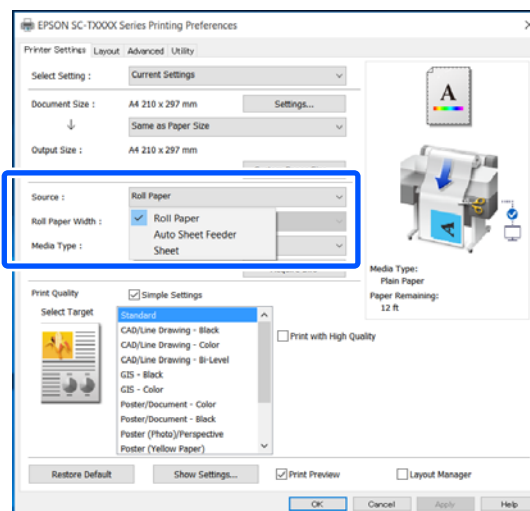 EPSON SC-TXXXX Series Printing Preferences
Printer Settings Layout Advanced Utility
Select Setting : Current Settings
Document Size : A4 210 x 297 mm Settings...
Same as Paper Size
Output Size : A4 210 x 297 mm
Source : Roll Paper
Roll Paper Width : Roll Paper
Auto Sheet Feeder
Media Type : Sheet
A
A
Media Type:
Plain Paper
Paper Remaining:
12 ft
Print Quality Simple Settings
Select Target Standard
CAD/Line Drawing - Black
CAD/Line Drawing - Color
CAD/Line Drawing - Bi-Level
GIS - Black
GIS - Color
Poster/Document - Color
Poster/Document - Black
Poster (Photo)/Perspective
Poster (Yellow Paper)
Print with High Quality
Restore Default Show Settings... Print Preview Layout Manager
OK Cancel Apply Help